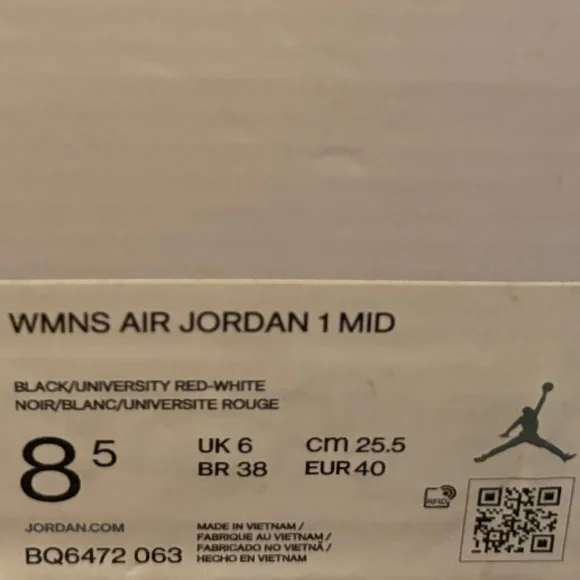 WMNS AIR JORDAN 1 MID
BLACK/UNIVERSITY RED-WHITE
NOIR/BLANC/UNIVERSITE ROUGE
8 5
UK 6 cm 25.5
BR 38 EUR 40
RFID
JORDAN.COM
BQ6472 063
MADE IN VIETNAM /
FABRIQUE AU VIETNAM /
FABRICADO NO VIETNÃ /
HECHO EN VIETNAM